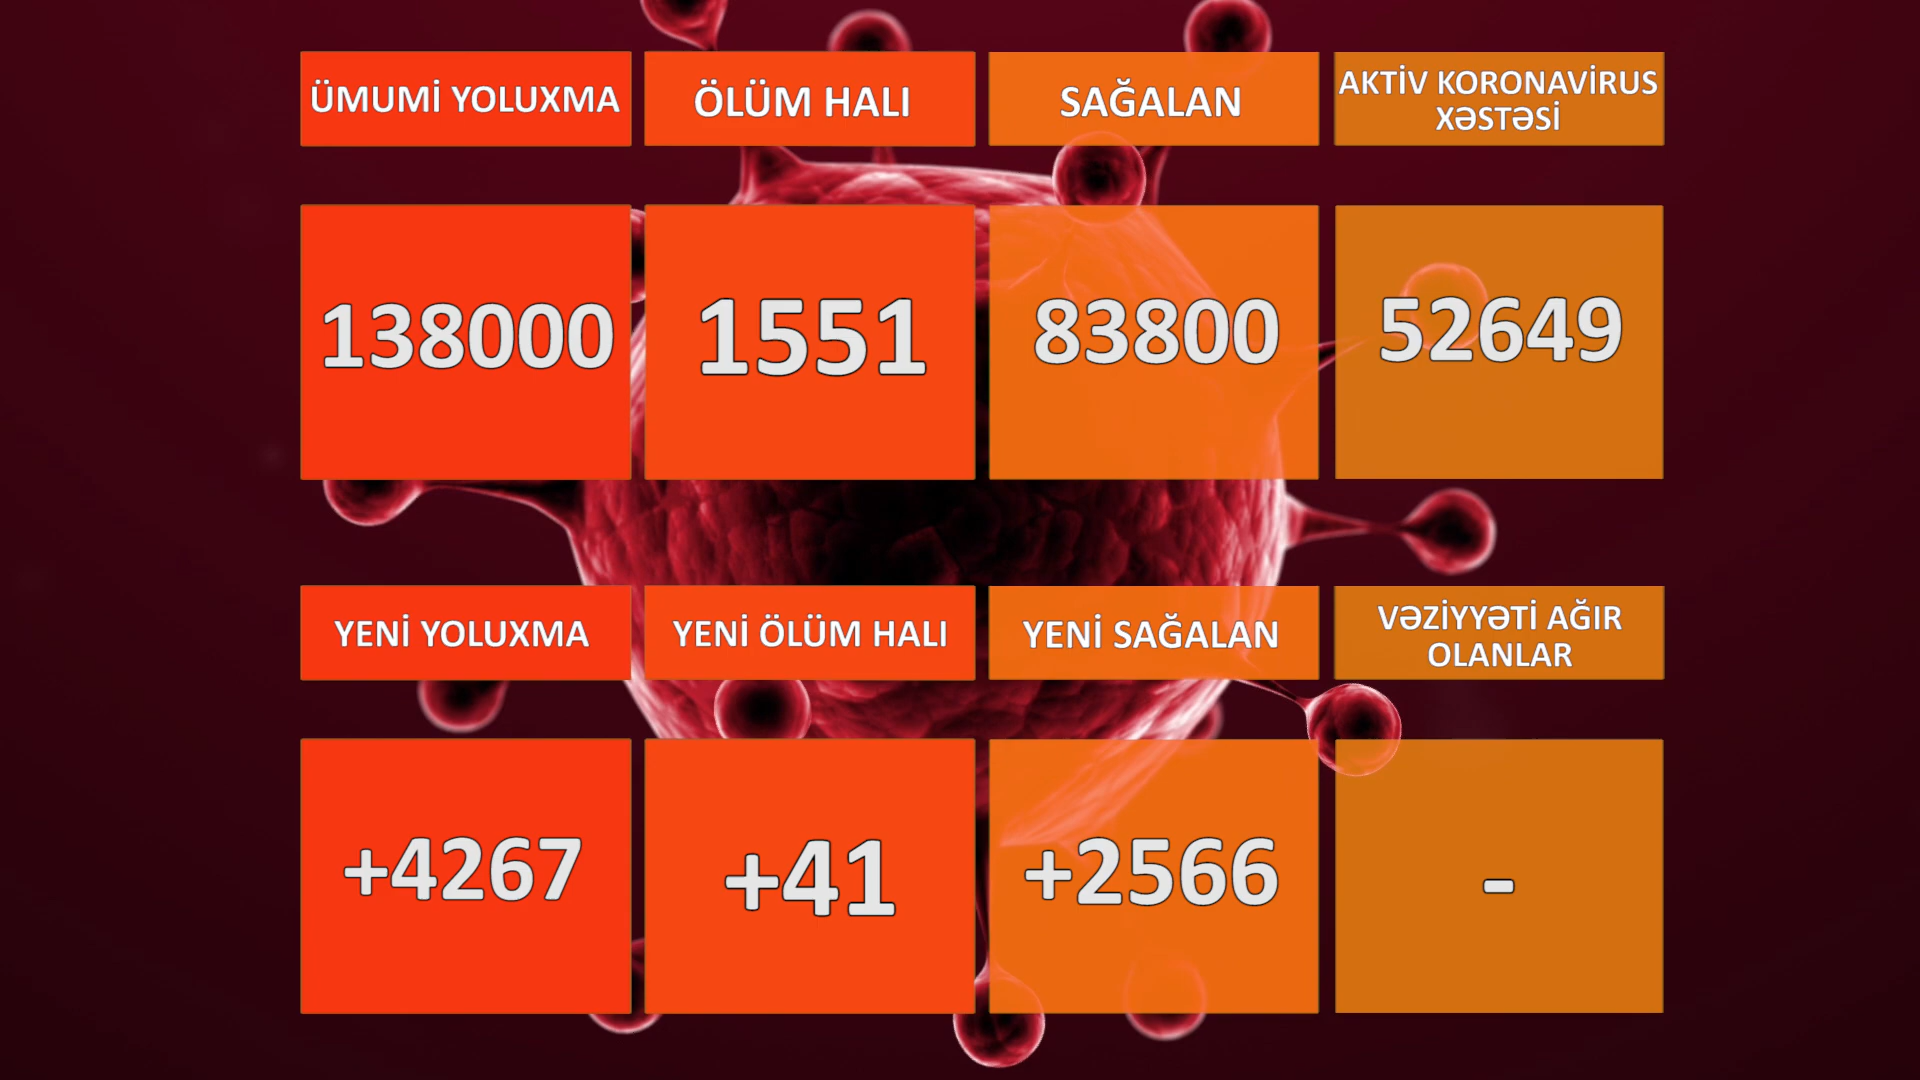 ÜMUMİ YOLUXMA
ÖLÜM HALI
SAĞALAN
AKTİV KORONAVİRUS
XƏSTƏSİ
138000
1551
83800
52649
YENİ YOLUXMA
YENİ ÖLÜM HALI
YENİ SAĞALAN
VƏZİYYƏTİ AĞIR
OLANLAR
+4267
+41
+2566
-